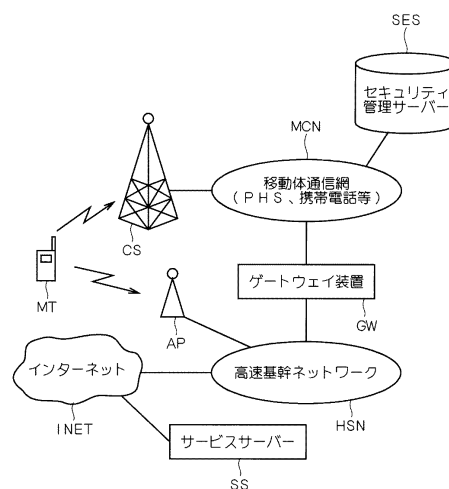 SES
セキュリティ
管理サーバー
MCN
移動体通信網
(PHS、携帯電話等)
CS
MT
ゲートウェイ装置
GW
AP
インターネット
INET
高速基幹ネットワーク
HSN
サービスサーバー
SS